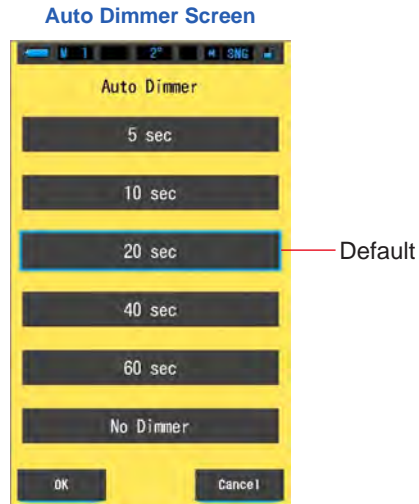 Auto Dimmer Screen
M 1 2° H SNG
Auto Dimmer
5 sec
10 sec
20 sec
Default
40 sec
60 sec
No Dimmer
OK Cancel